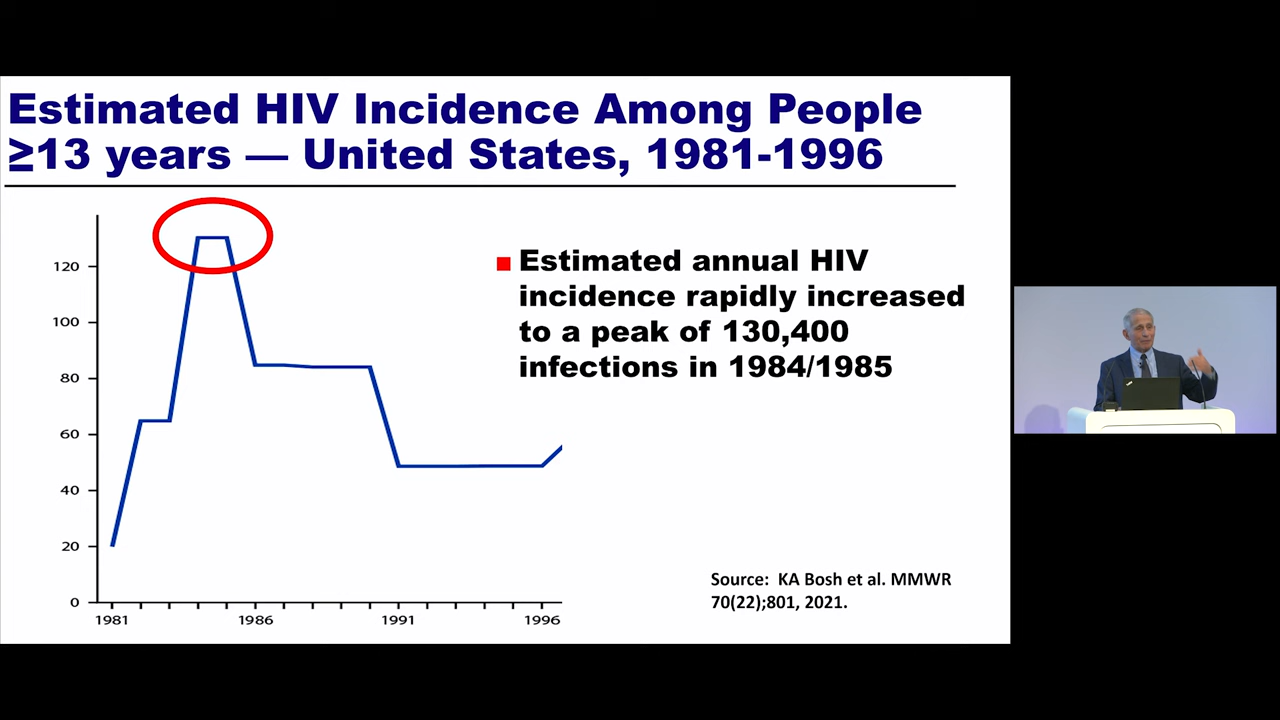 Estimated HIV Incidence Among People
≥13 years — United States, 1981-1996
120
100
80
60
40
20
0
1981
1986
1991
1996
Estimated annual HIV
incidence rapidly increased
to a peak of 130,400
infections in 1984/1985
Source: KA Bosh et al. MMWR
70(22);801, 2021.